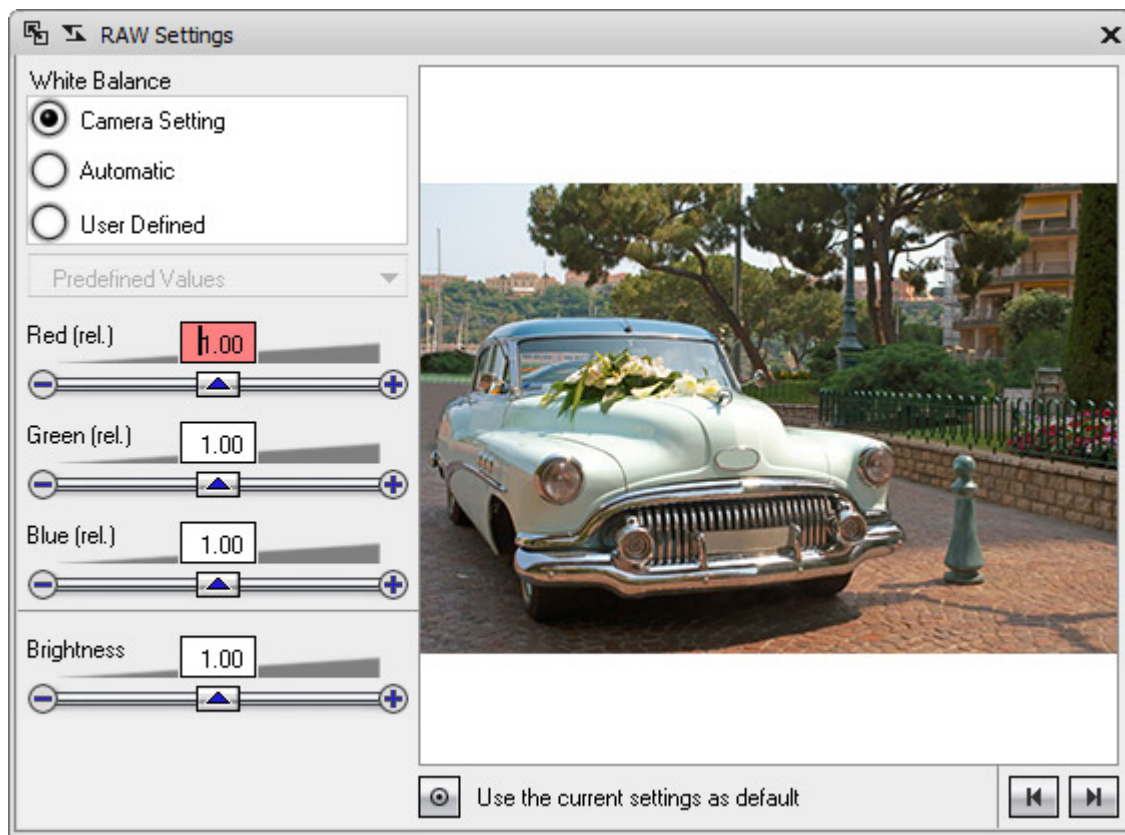 RAW Settings
White Balance
Camera Setting
Automatic
User Defined
Predefined Values
Red (rel.)
1.00
Green (rel.)
1.00
Blue (rel.)
1.00
Brightness
1.00
Use the current settings as default